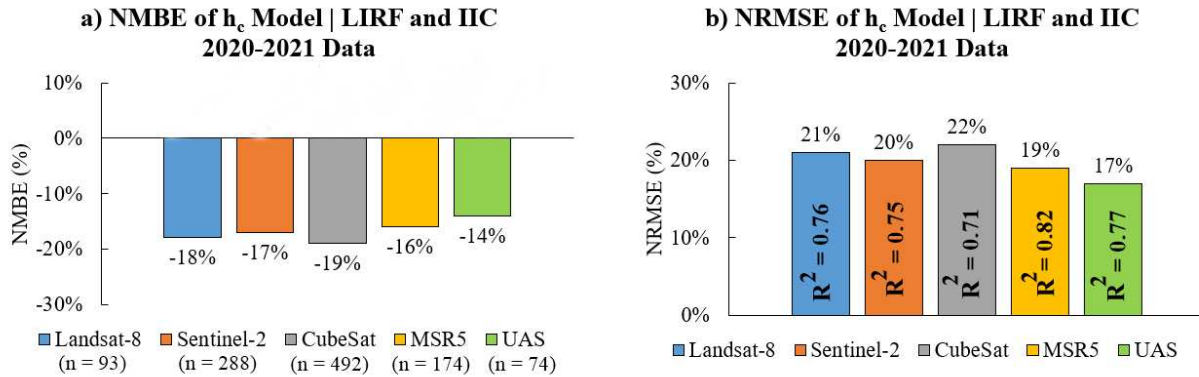 a) NMBE of hc Model | LIRF and IIC
2020-2021 Data
10%
0%
-10%
-20%
-30%
NMBE (%)
-18%
-17%
-19%
-16%
-14%
Landsat-8 Sentinel-2 CubeSat MSR5 UAS
(n = 93) (n = 288) (n = 492) (n = 174) (n = 74)
b) NRMSE of hc Model | LIRF and IIC
2020-2021 Data
30%
20%
10%
0%
NRMSE (%)
21%
20%
22%
19%
17%
R² = 0.76
R² = 0.75
R² = 0.71
R² = 0.82
R² = 0.77
Landsat-8 Sentinel-2 CubeSat MSR5 UAS